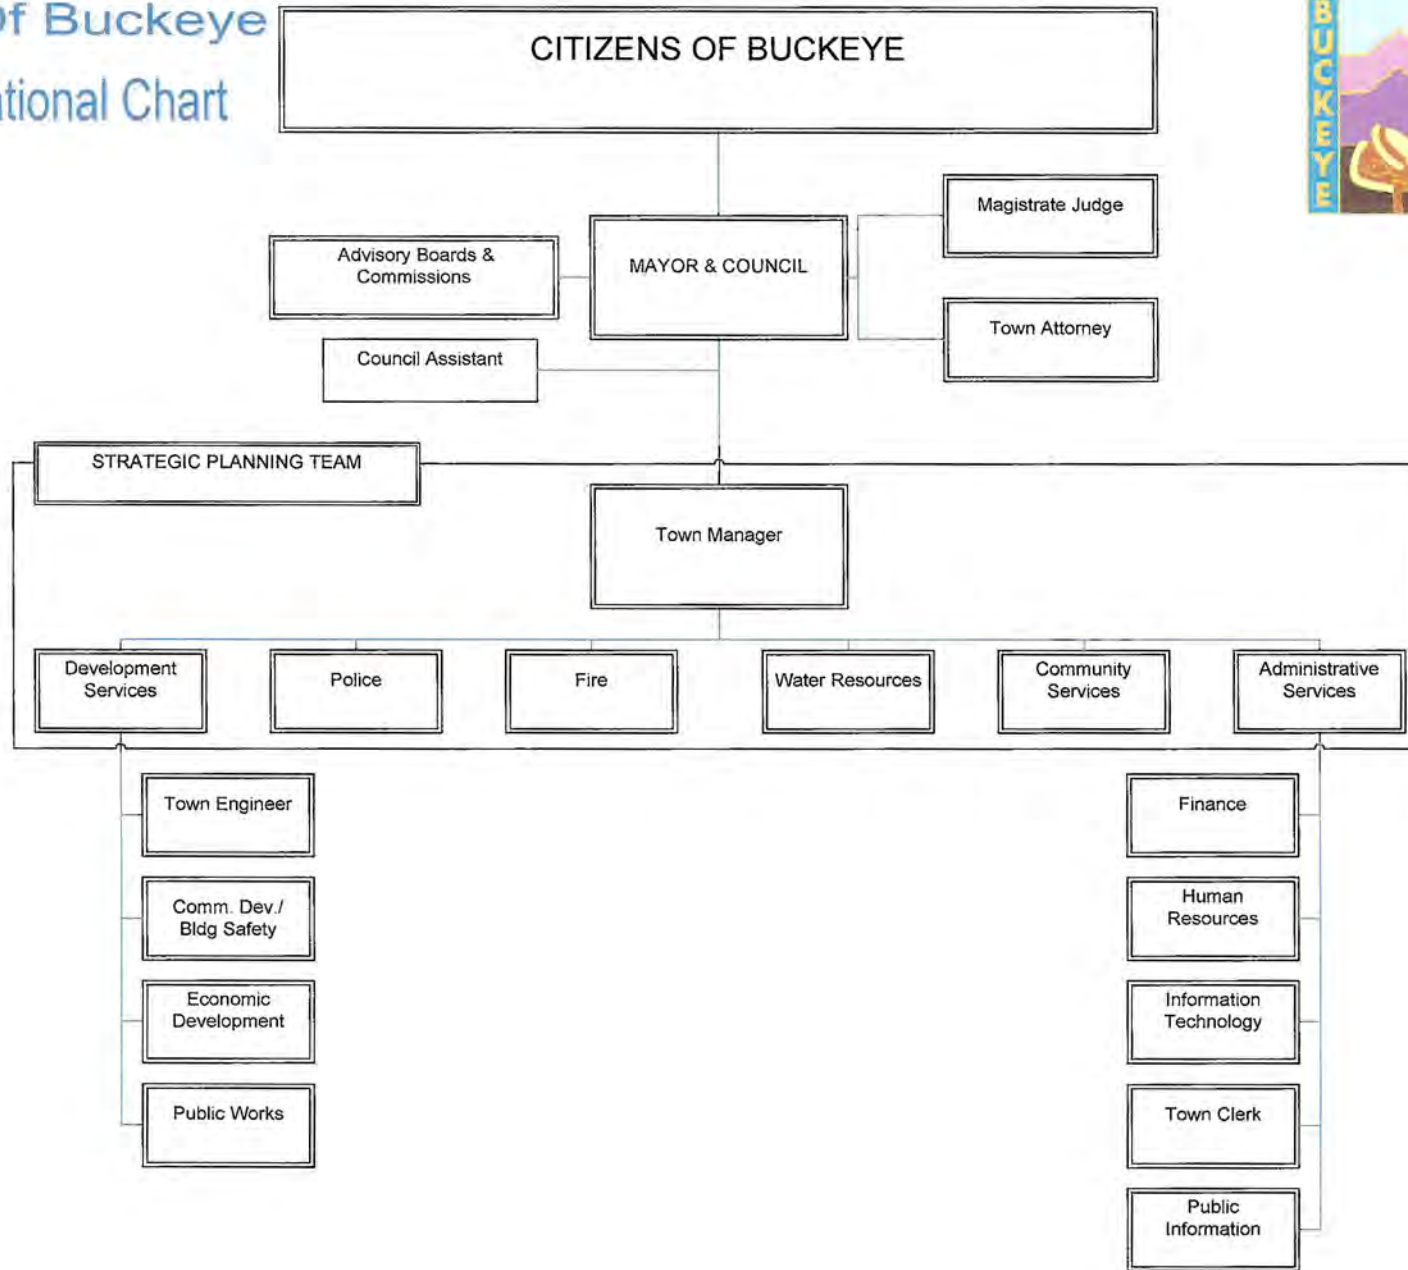 Of Buckeye
ational Chart
CITIZENS OF BUCKEYE
BUCKEYE
Magistrate Judge
Advisory Boards &
Commissions
MAYOR & COUNCIL
Town Attorney
Council Assistant
STRATEGIC PLANNING TEAM
Town Manager
Development
Services
Police
Fire
Water Resources
Community
Services
Administrative
Services
Town Engineer
Comm. Dev./
Bldg Safety
Economic
Development
Public Works
Finance
Human
Resources
Information
Technology
Town Clerk
Public
Information